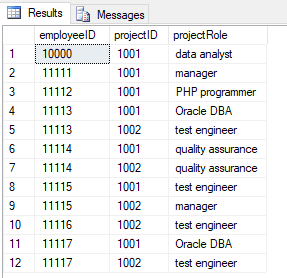 Results Messages
employeeID projectID projectRole
1 10000 1001 data analyst
2 11111 1001 manager
3 11112 1001 PHP programmer
4 11113 1001 Oracle DBA
5 11113 1002 test engineer
6 11114 1001 quality assurance
7 11114 1002 quality assurance
8 11115 1001 test engineer
9 11115 1002 manager
10 11116 1002 test engineer
11 11117 1001 Oracle DBA
12 11117 1002 test engineer